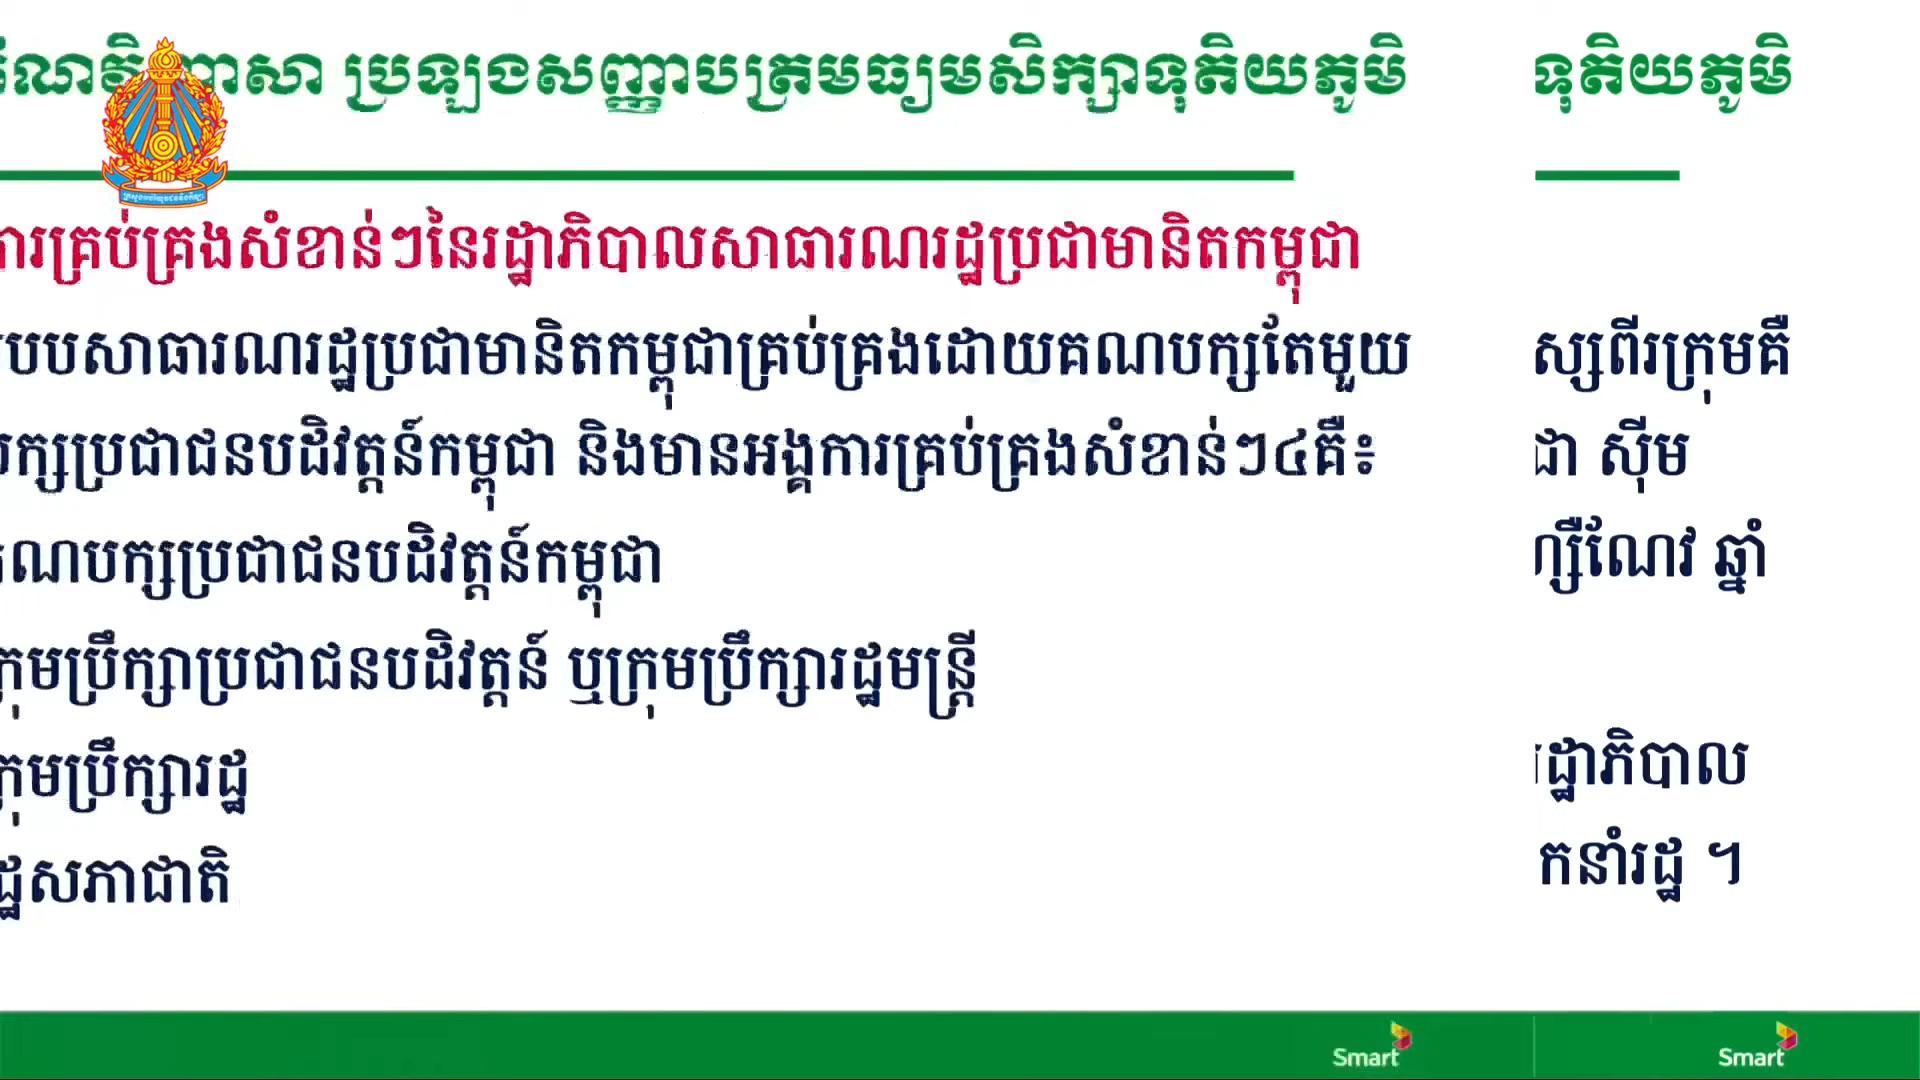 ប្រឡងសញ្ញាបត្រមធ្យមសិក្សាទុតិយភូមិ
ទុតិយភូមិ
ការគ្រប់គ្រងសំខាន់ៗនៃរដ្ឋាភិបាលសាធារណរដ្ឋប្រជាមានិតកម្ពុជា
របបសាធារណរដ្ឋប្រជាមានិតកម្ពុជាគ្រប់គ្រងដោយគណបក្សតែមួយ
បក្សប្រជាជនបដិវត្តន៍កម្ពុជា និងមានអង្គការគ្រប់គ្រងសំខាន់ៗ៤គឺ៖
គណបក្សប្រជាជនបដិវត្តន៍កម្ពុជា
ក្រុមប្រឹក្សាប្រជាជនបដិវត្តន៍ ឬក្រុមប្រឹក្សារដ្ឋមន្ត្រី
ក្រុមប្រឹក្សារដ្ឋ
រដ្ឋសភាជាតិ
ស្សពីរក្រុមគឺ
ជា ស៊ីម
ឆ្នាំ
រដ្ឋាភិបាល
កនាំរដ្ឋ ។
Smart
Smart